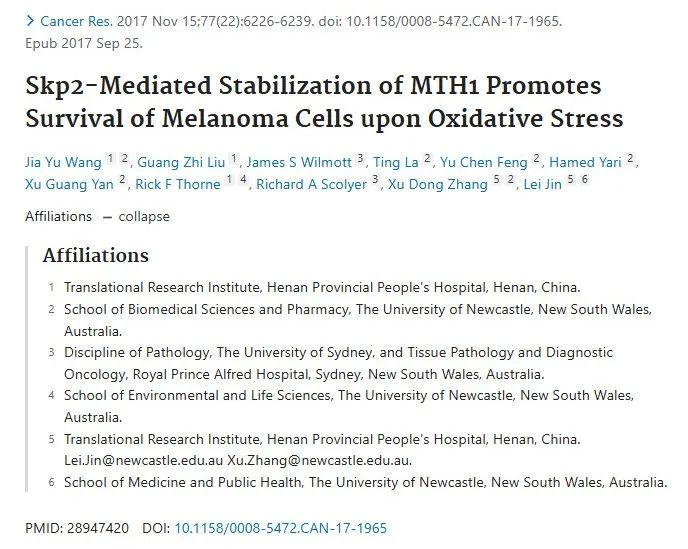 Cancer Res. 2017 Nov 15;77(22):6226-6239. doi: 10.1158/0008-5472.CAN-17-1965.
Epub 2017 Sep 25.
Skp2-Mediated Stabilization of MTH1 Promotes
Survival of Melanoma Cells upon Oxidative Stress
Jia Yu Wang 1 2, Guang Zhi Liu 1, James S Wilmott 3, Ting La 2, Yu Chen Feng 2, Hamed Yari 2,
Xu Guang Yan 2, Rick F Thorne 1 4, Richard A Scolyer 3, Xu Dong Zhang 5 2, Lei Jin 5 6
Affiliations – collapse
Affiliations
1 Translational Research Institute, Henan Provincial People's Hospital, Henan, China.
2 School of Biomedical Sciences and Pharmacy, The University of Newcastle, New South Wales,
Australia.
3 Discipline of Pathology, The University of Sydney, and Tissue Pathology and Diagnostic
Oncology, Royal Prince Alfred Hospital, Sydney, New South Wales, Australia.
4 School of Environmental and Life Sciences, The University of Newcastle, New South Wales,
Australia.
5 Translational Research Institute, Henan Provincial People's Hospital, Henan, China.
Lei.Jin@newcastle.edu.au Xu.Zhang@newcastle.edu.au.
6 School of Medicine and Public Health, The University of Newcastle, New South Wales, Australia.
PMID: 28947420 DOI: 10.1158/0008-5472.CAN-17-1965